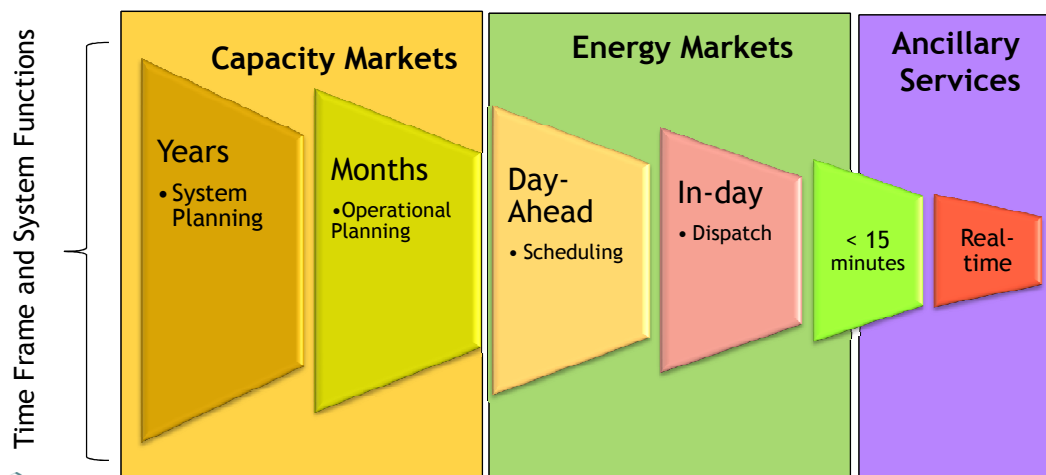 Time Frame and System Functions
Capacity Markets
Energy Markets
Ancillary
Services
Years
• System
Planning
Months
•Operational
Planning
Day-
Ahead
• Scheduling
In-day
• Dispatch
< 15
minutes
Real-
time